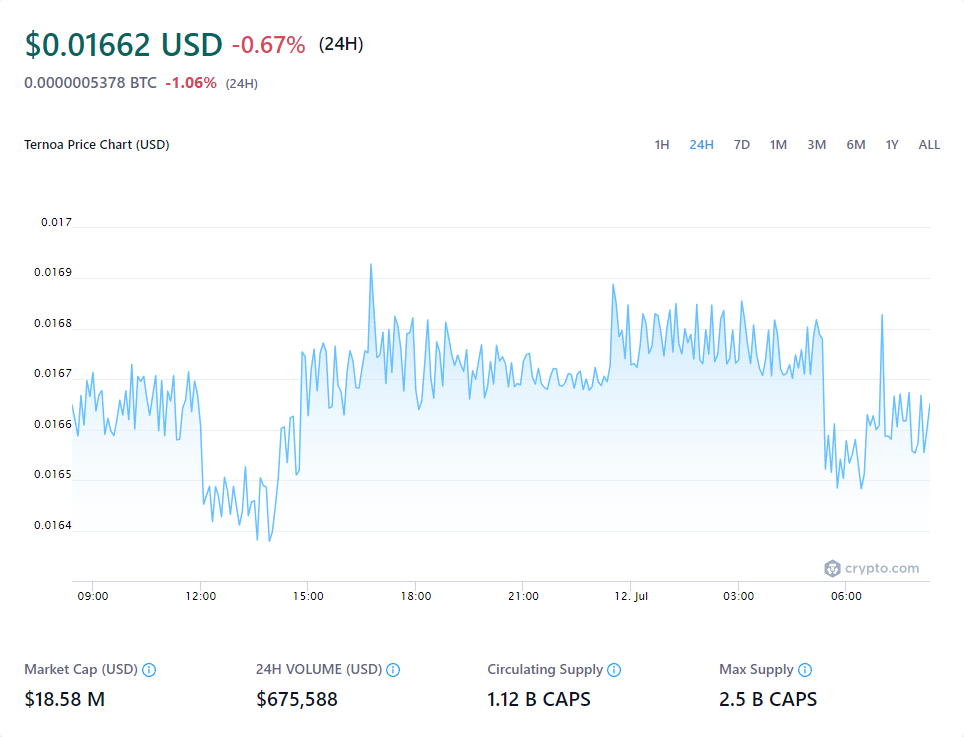 $0.01662 USD -0.67% (24H)
0.0000005378 BTC -1.06% (24H)
Ternoa Price Chart (USD) 1H 24H 7D 1M 3M 6M 1Y ALL
0.017
0.0169
0.0168
0.0167
0.0166
0.0165
0.0164
crypto.com
09:00 12:00 15:00 18:00 21:00 12. Jul 03:00 06:00
Market Cap (USD) 24H VOLUME (USD) Circulating Supply Max Supply
$18.58 M $675,588 1.12 B CAPS 2.5 B CAPS